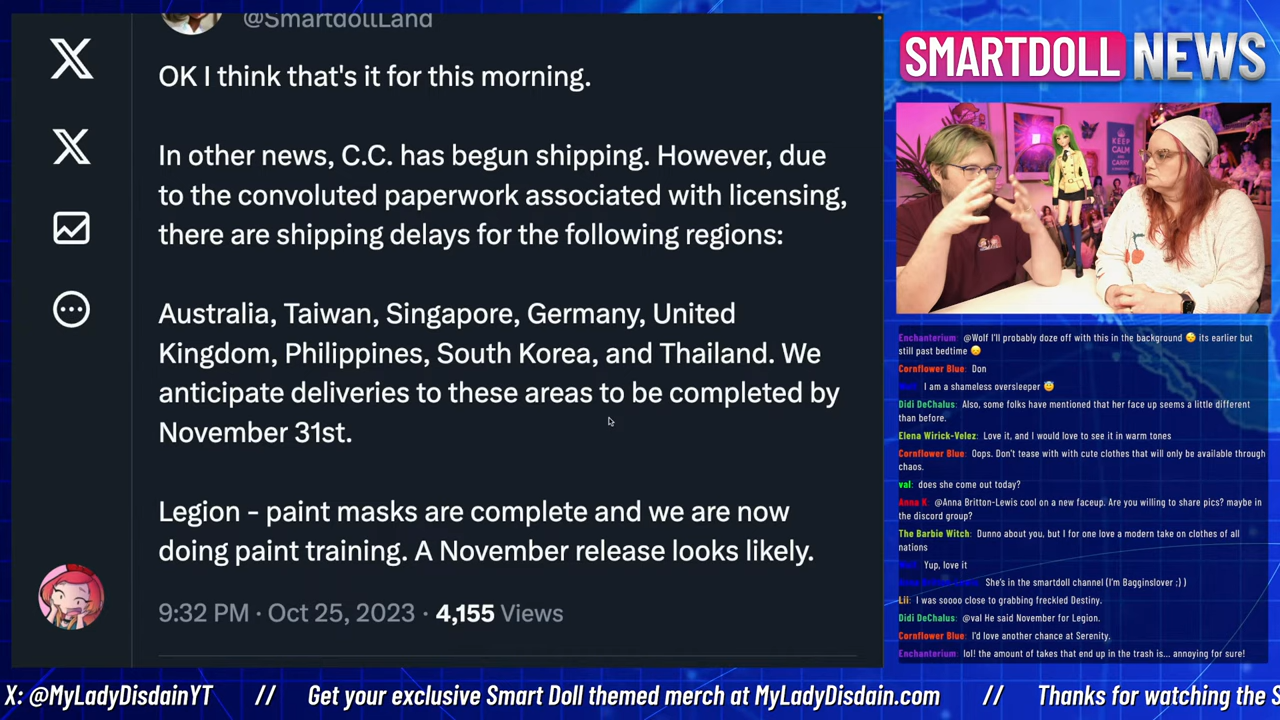 @SmartdollLand
OK I think that's it for this morning.
In other news, C.C. has begun shipping. However, due
to the convoluted paperwork associated with licensing,
there are shipping delays for the following regions:
Australia, Taiwan, Singapore, Germany, United
Kingdom, Philippines, South Korea, and Thailand. We
anticipate deliveries to these areas to be completed by
November 31st.
Legion - paint masks are complete and we are now
doing paint training. A November release looks likely.
9:32 PM · Oct 25, 2023 · 4,155 Views
SMARTDOLL NEWS
KEEP
CALM
AND
CARRY
Enchanterium: @Wolf I'll probably doze off with this in the background 😴 its earlier but
still past bedtime 😔
Cornflower Blue: Don
I am a shameless oversleeper 😇
Didi DeChalus: Also, some folks have mentioned that her face up seems a little different
than before.
Elena Wirick-Velez: Love it, and I would love to see it in warm tones
Cornflower Blue: Oops. Don't tease with with cute clothes that will only be available through
chaos.
val: does she come out today?
Anna K: @Anna Britton-Lewis cool on a new faceup. Are you willing to share pics? maybe in
the discord group?
The Barbie Witch: Dunno about you, but I for one love a modern take on clothes of all
nations
Yup, love it
She's in the smartdoll channel (I'm Bagginslover :) )
Lii: I was soooo close to grabbing freckled Destiny.
Didi DeChalus: @val He said November for Legion.
Cornflower Blue: I'd love another chance at Serenity.
Enchanterium: lol! the amount of takes that end up in the trash is... annoying for sure!
X: @MyLadyDisdainYT // Get your exclusive Smart Doll themed merch at MyLadyDisdain.com // Thanks for watching the S